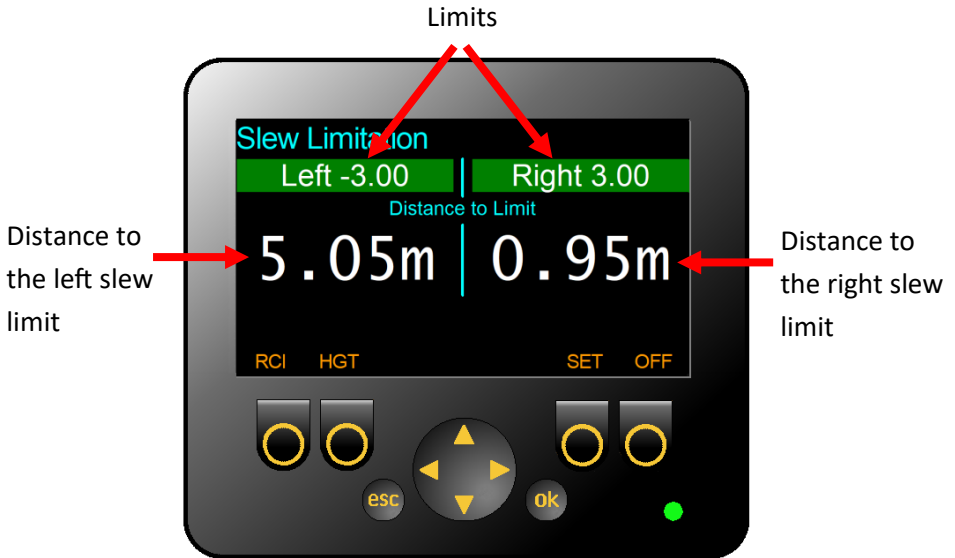 Limits
Slew Limitation
Left -3.00
Right 3.00
Distance to Limit
Distance to
the left slew
limit
5.05m
0.95m
Distance to
the right slew
limit
RCI
HGT
SET
OFF
esc
ok